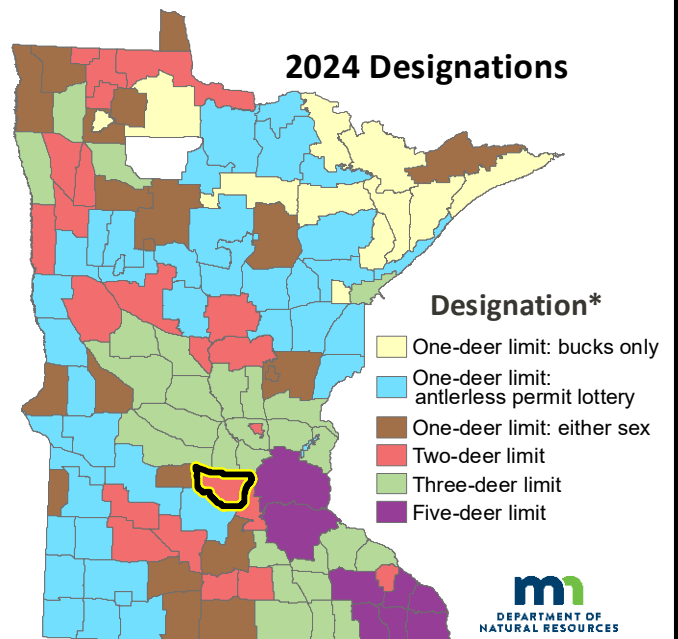 2024 Designations
Designation*
One-deer limit: bucks only
One-deer limit:
antlerless permit lottery
One-deer limit: either sex
Two-deer limit
Three-deer limit
Five-deer limit
DEPARTMENT OF
NATURAL RESOURCES